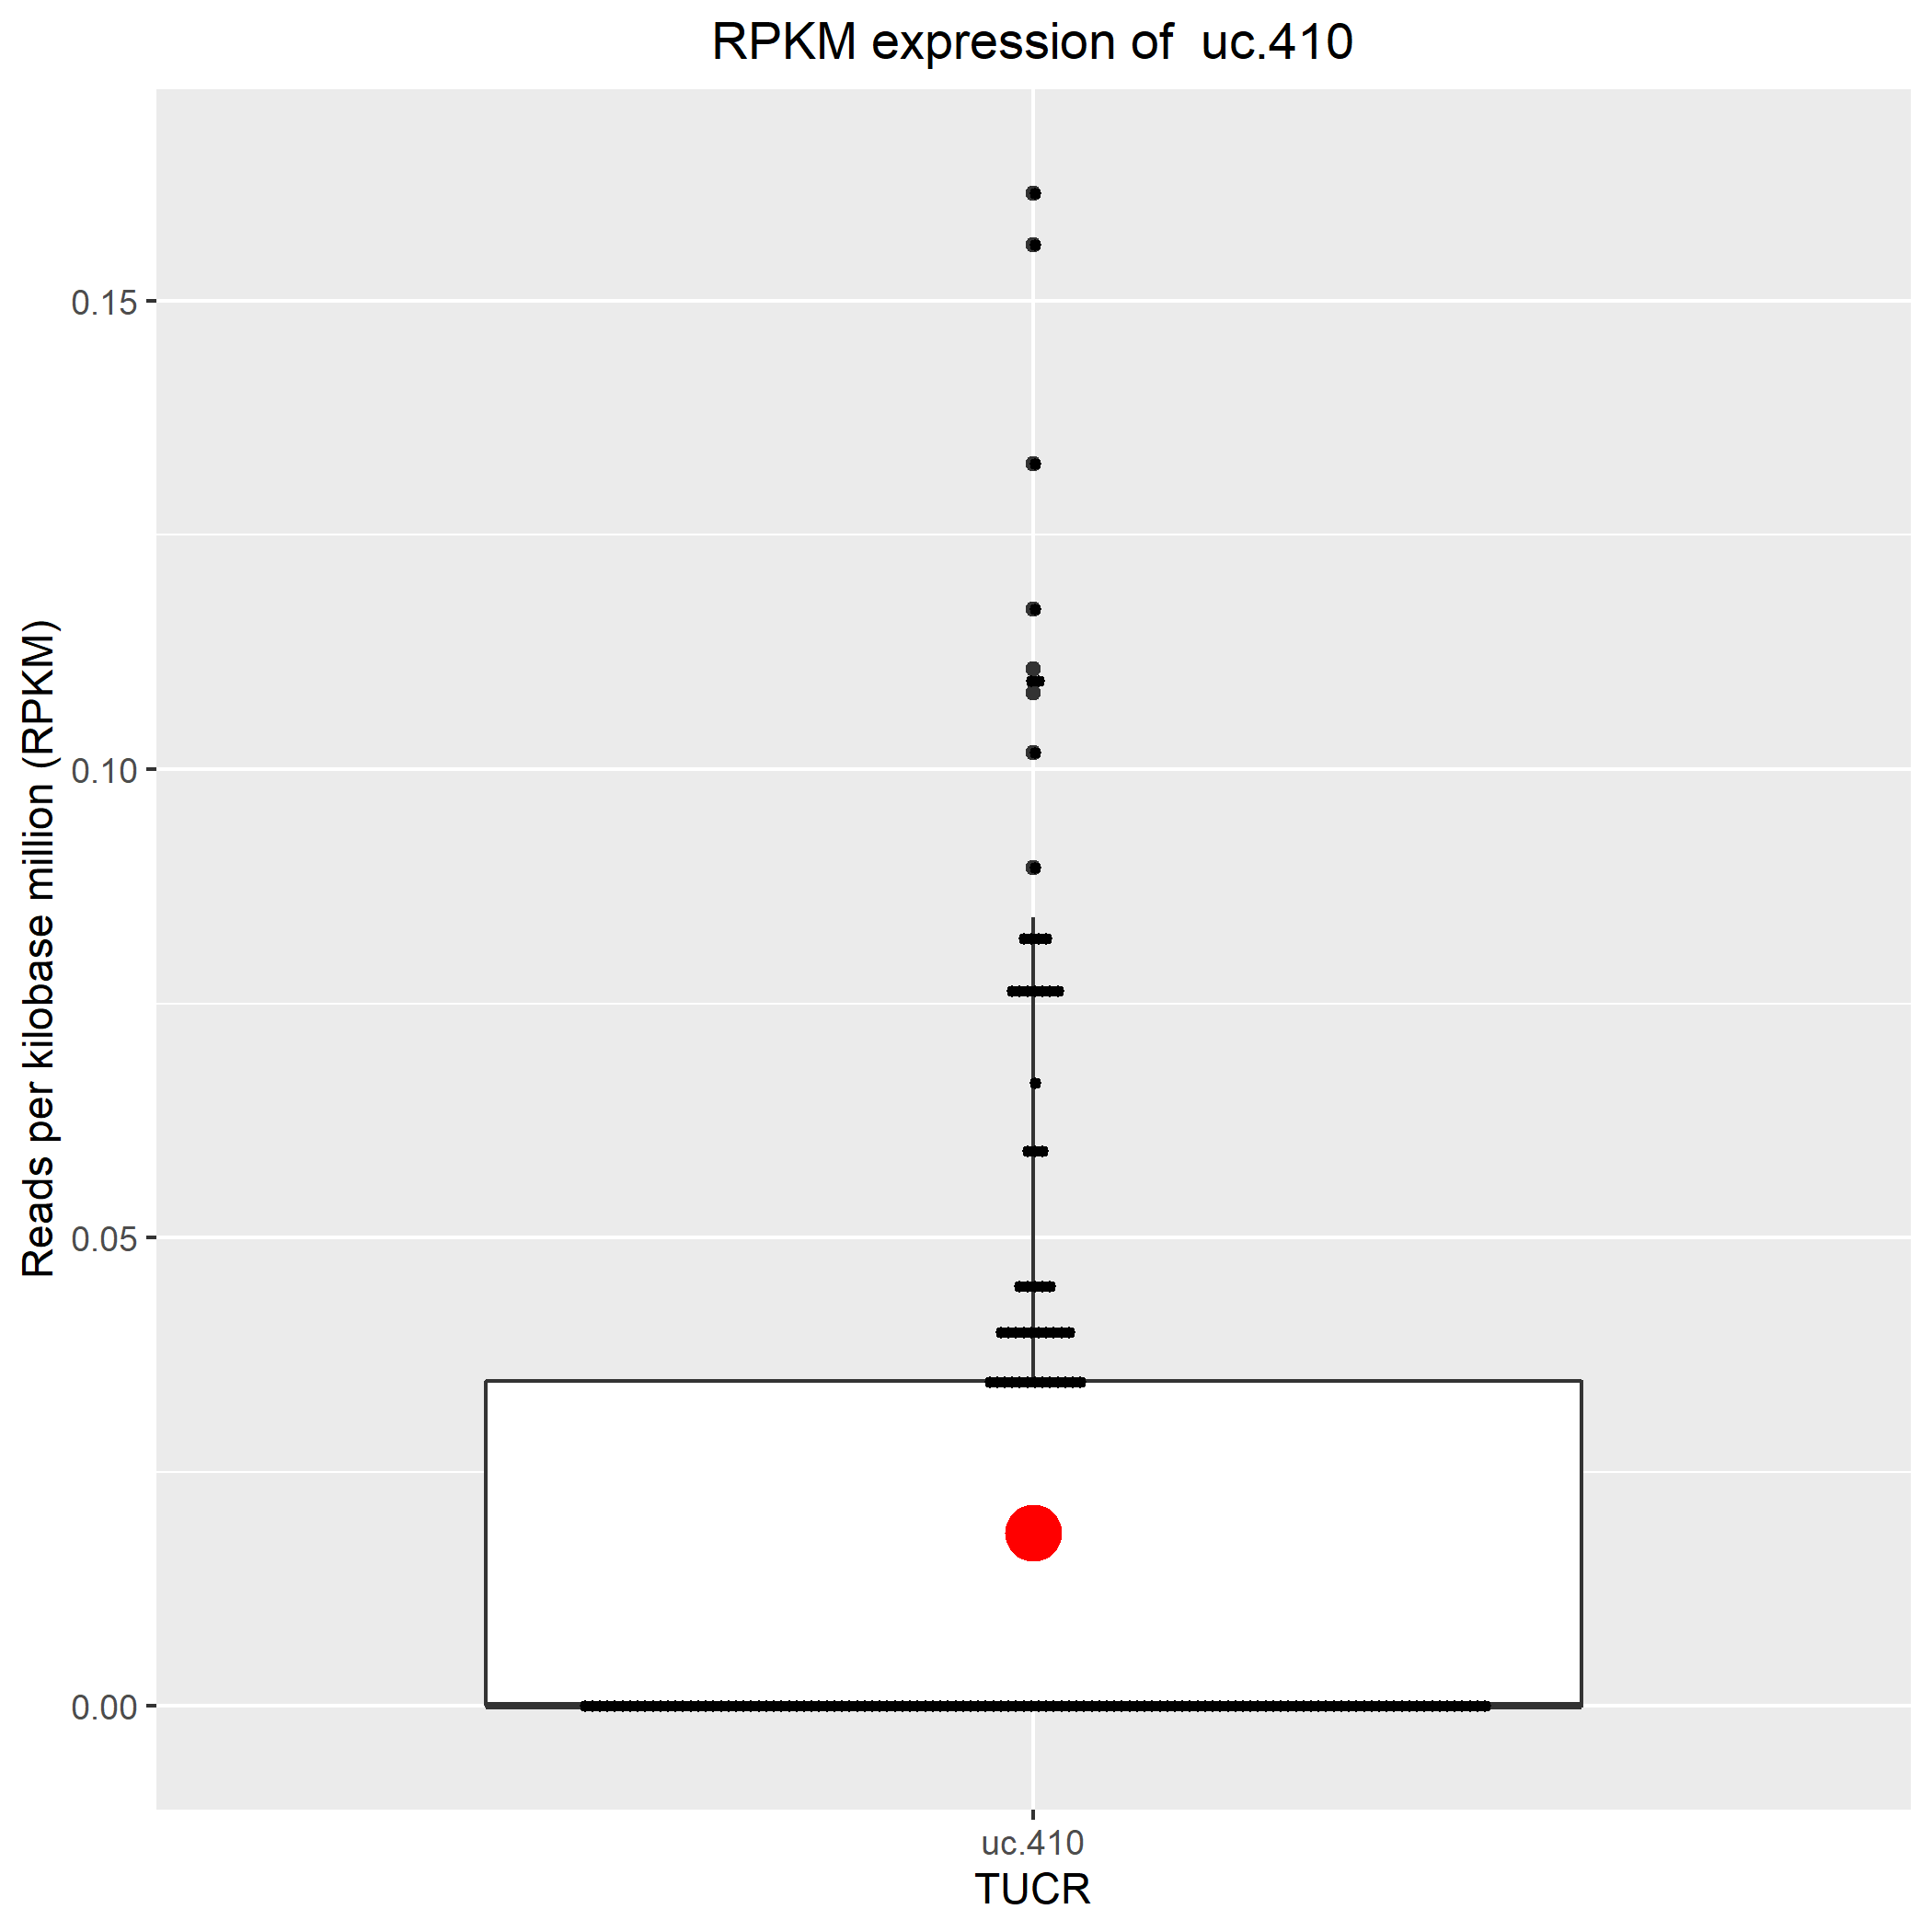 RPKM expression of  uc.410
Reads per kilobase million (RPKM)
0.15
0.10
0.05
0.00
uc.410
TUCR